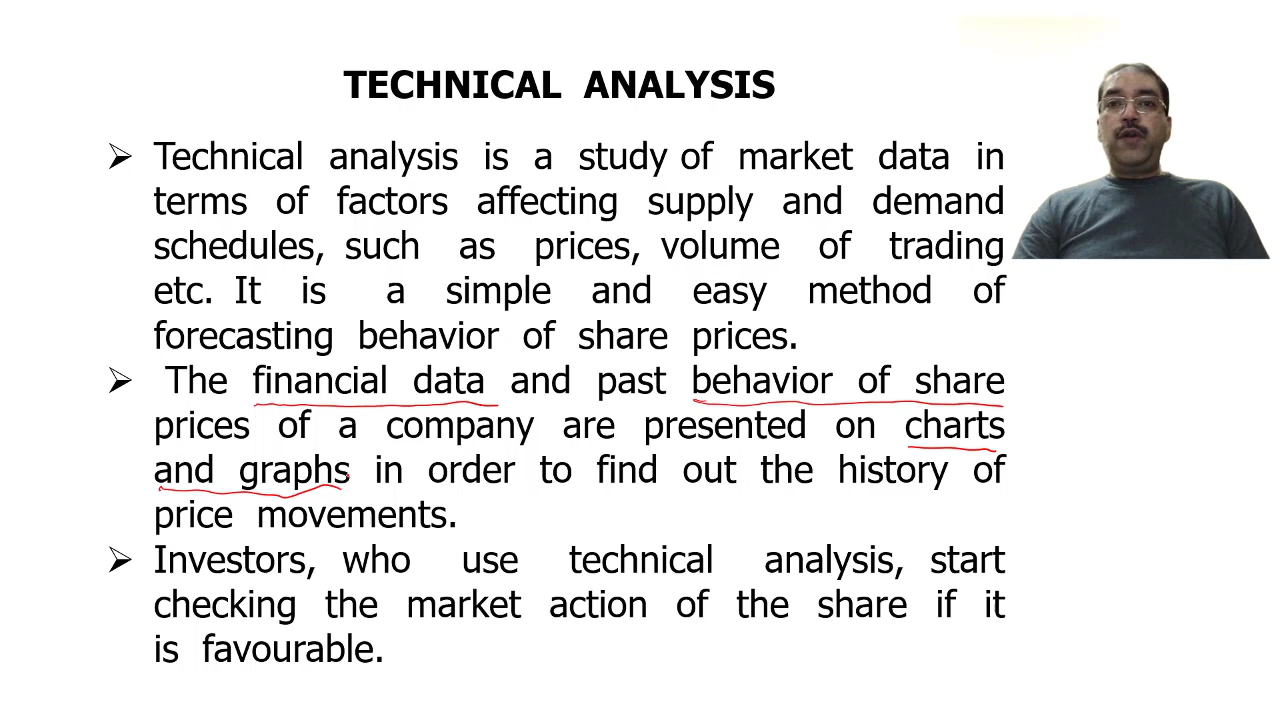 TECHNICAL ANALYSIS
➢ Technical analysis is a study of market data in
terms of factors affecting supply and demand
schedules, such as prices, volume of trading
etc. It is a simple and easy method of
forecasting behavior of share prices.
➢ The financial data and past behavior of share
prices of a company are presented on charts
and graphs in order to find out the history of
price movements.
➢ Investors, who use technical analysis, start
checking the market action of the share if it
is favourable.